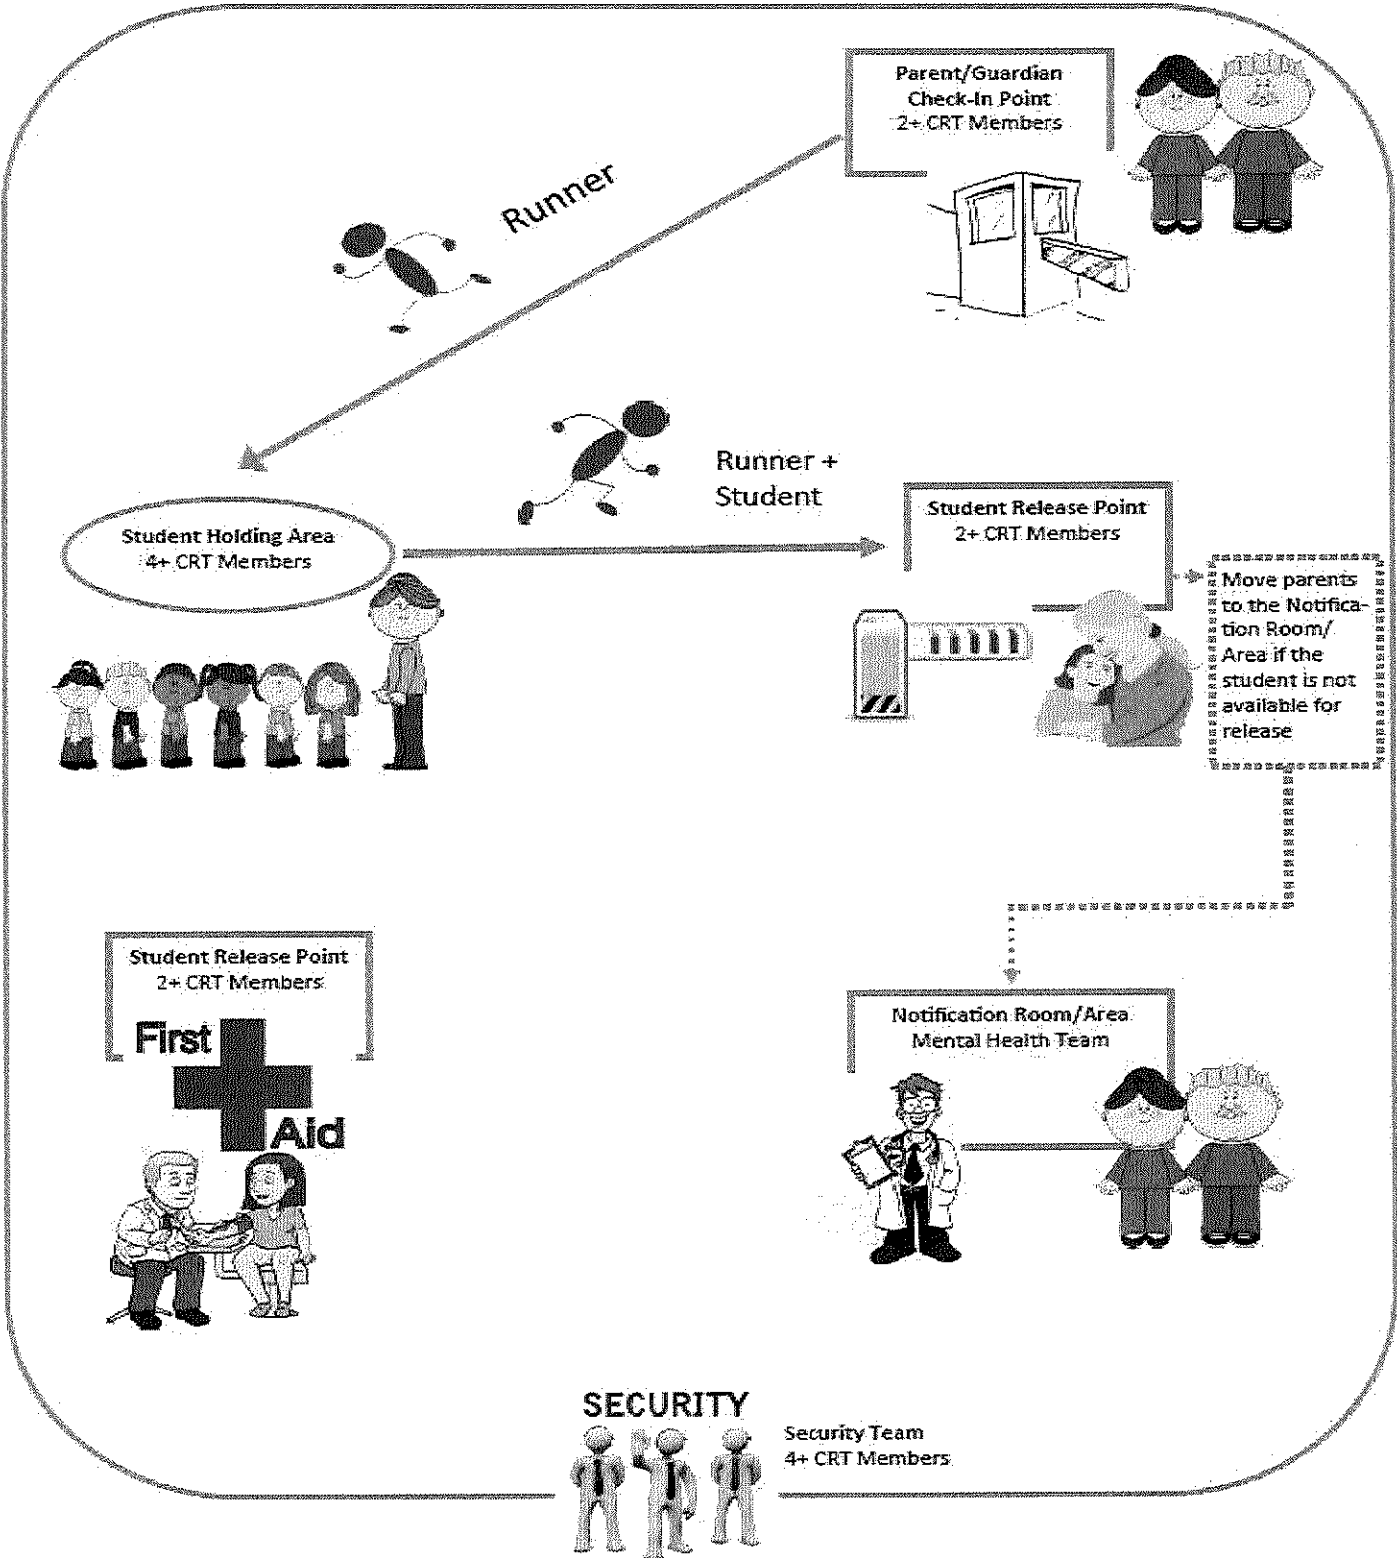 Parent/Guardian
Check-In Point
2+ CRT Members
Runner
Runner +
Student
Student Holding Area
4+ CRT Members
Student Release Point
2+ CRT Members
Move parents
to the Notifica-
tion Room/
Area if the
student is not
available for
release
Student Release Point
2+ CRT Members
First
Aid
Notification Room/Area
Mental Health Team
SECURITY
Security Team
4+ CRT Members